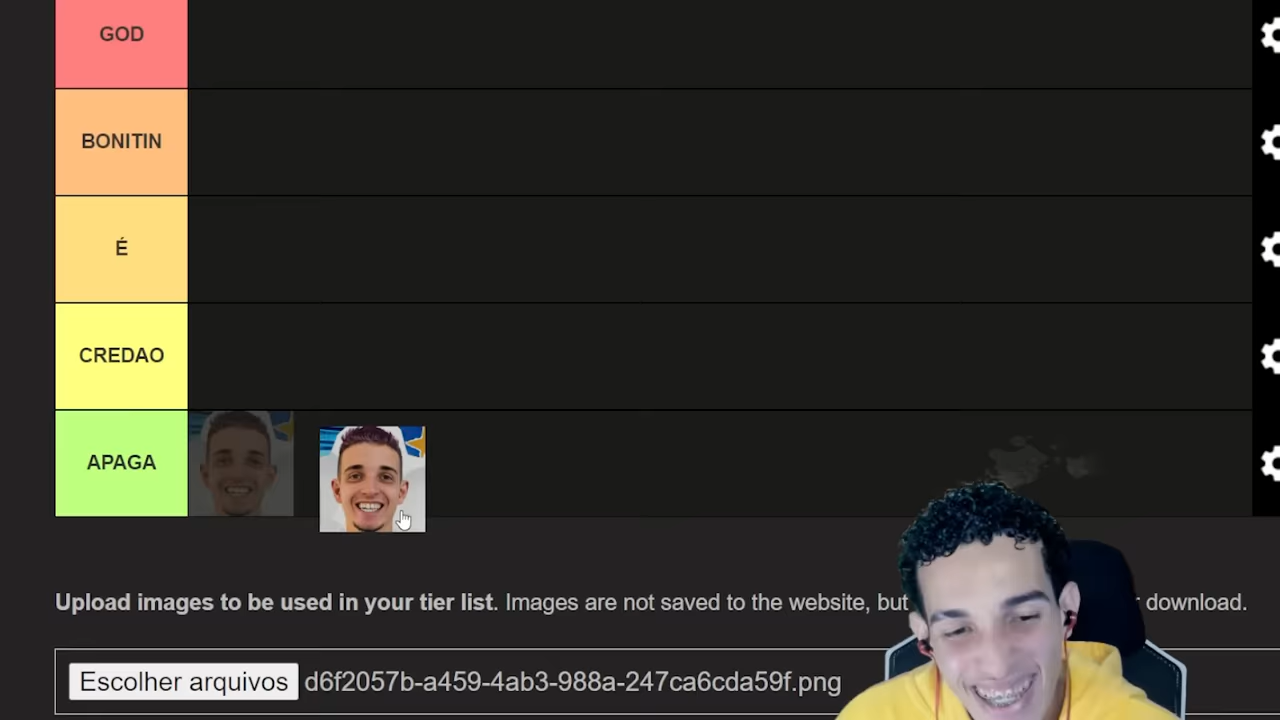 GOD
BONITIN
É
CREDAO
APAGA
Upload images to be used in your tier list. Images are not saved to the website, but download.
Escolher arquivos d6f2057b-a459-4ab3-988a-247ca6cda59f.png